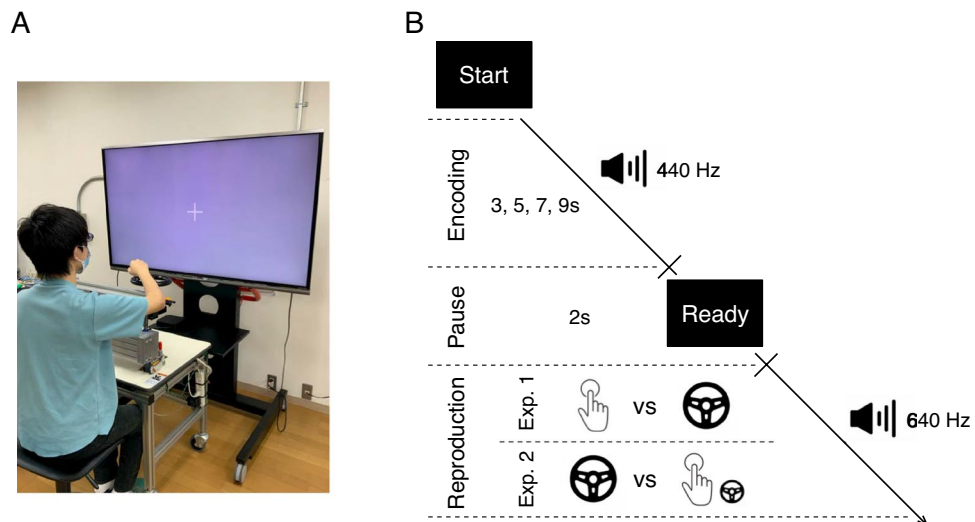 A
B
Start
Encoding
440 Hz
3, 5, 7, 9s
Pause
2s
Ready
Reproduction
Exp. 1
vs
640 Hz
Exp. 2
vs